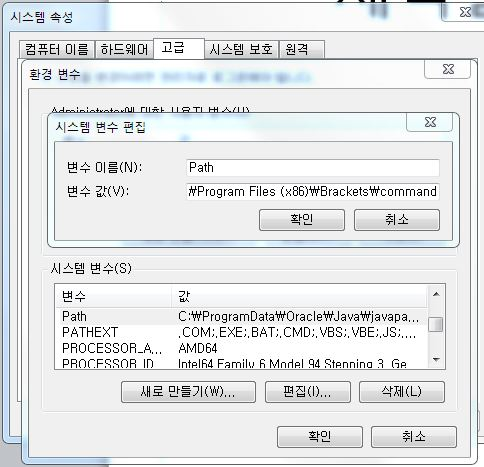 시스템 속성
컴퓨터 이름 하드웨어 고급 시스템 보호 원격
환경 변수
Administrator에 대한 사용자 변수(U)
시스템 변수 편집
변수 이름(N): Path
변수 값(V): ₩Program Files (x86)₩Brackets₩command
확인 취소
시스템 변수(S)
변수 값
Path C:₩ProgramData₩Oracle₩Java₩javapa...
PATHEXT .COM;.EXE;.BAT;.CMD;.VBS;.VBE;.JS;...
PROCESSOR_A... AMD64
PROCESSOR_ID Intel64 Family 6 Model 94 Stepping 3, Ge
새로 만들기(W)... 편집(I)... 삭제(L)
확인 취소